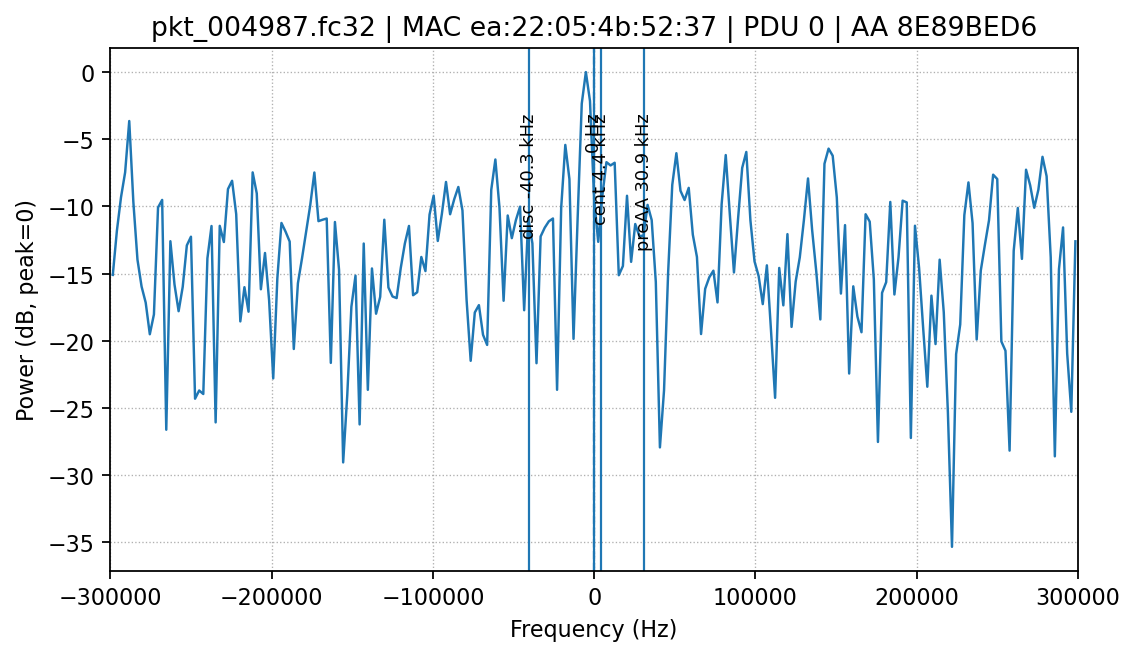 pkt_004987.fc32 | MAC ea:22:05:4b:52:37 | PDU 0 | AA 8E89BED6
Power (dB, peak=0)
0
−5
−10
−15
−20
−25
−30
−35
disc -40.3 kHz
0 Hz
cent 4.4 kHz
preAA 30.9 kHz
−300000
−200000
−100000
0
100000
200000
300000
Frequency (Hz)